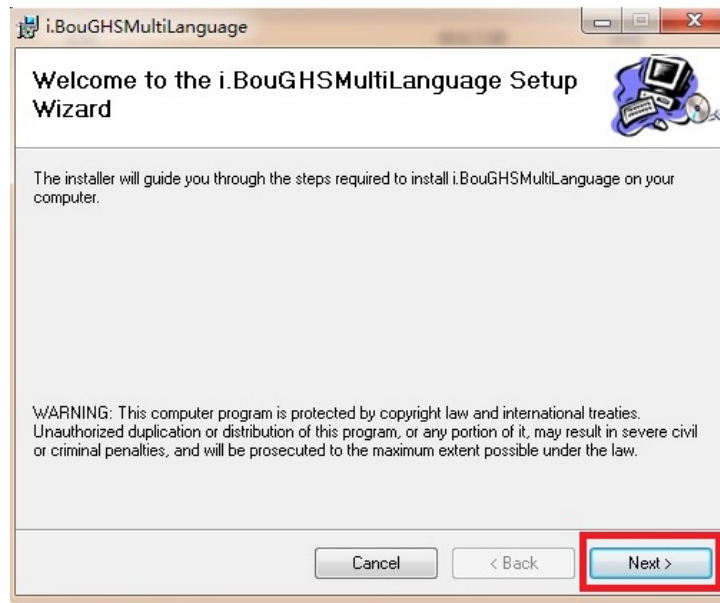 i.BouGHSMultiLanguage
Welcome to the i.BouGHSMultiLanguage Setup
Wizard
The installer will guide you through the steps required to install i.BouGHSMultiLanguage on your
computer.
WARNING: This computer program is protected by copyright law and international treaties.
Unauthorized duplication or distribution of this program, or any portion of it, may result in severe civil
or criminal penalties, and will be prosecuted to the maximum extent possible under the law.
Cancel
< Back
Next >